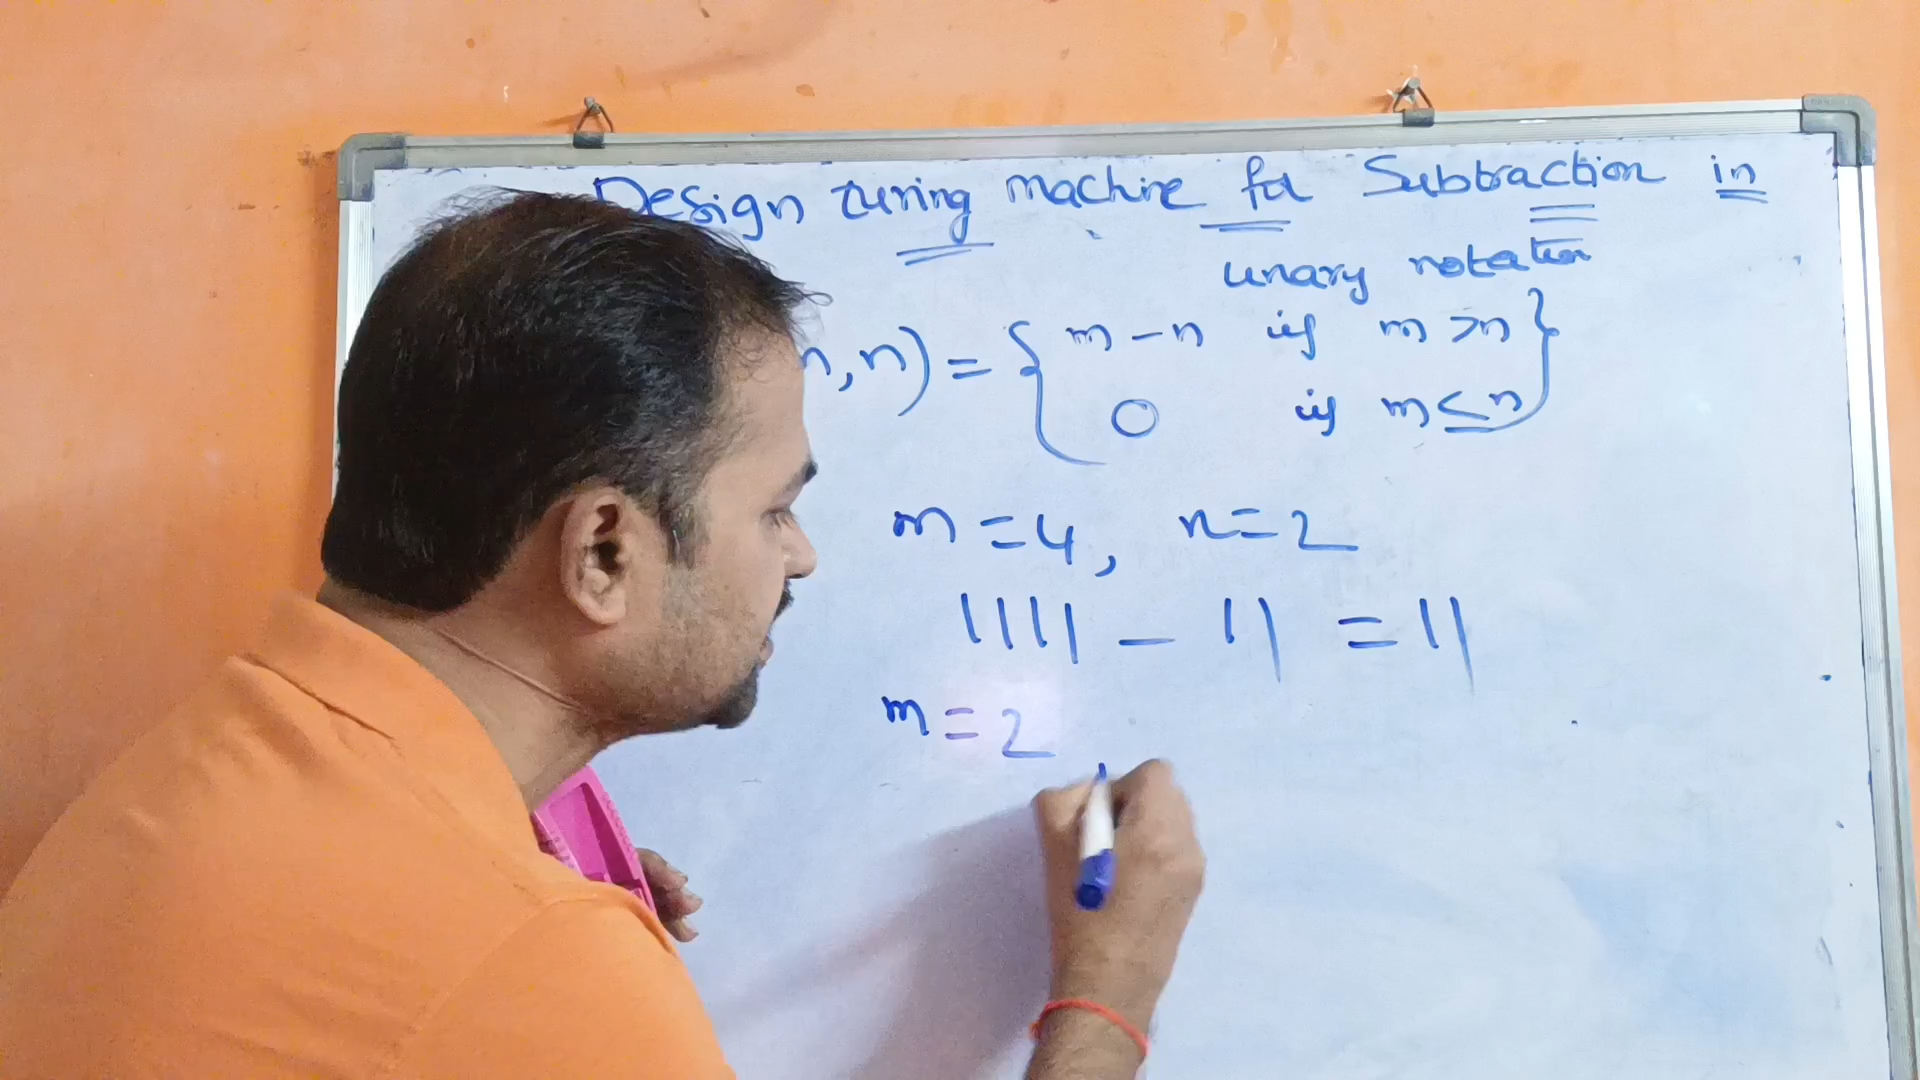 Design turing machine for Subtraction in
unary notation
n, n) = { m - n if m > n }
0 if m ≤ n
m = 4, n = 2
1111 - 11 = 11
m = 2